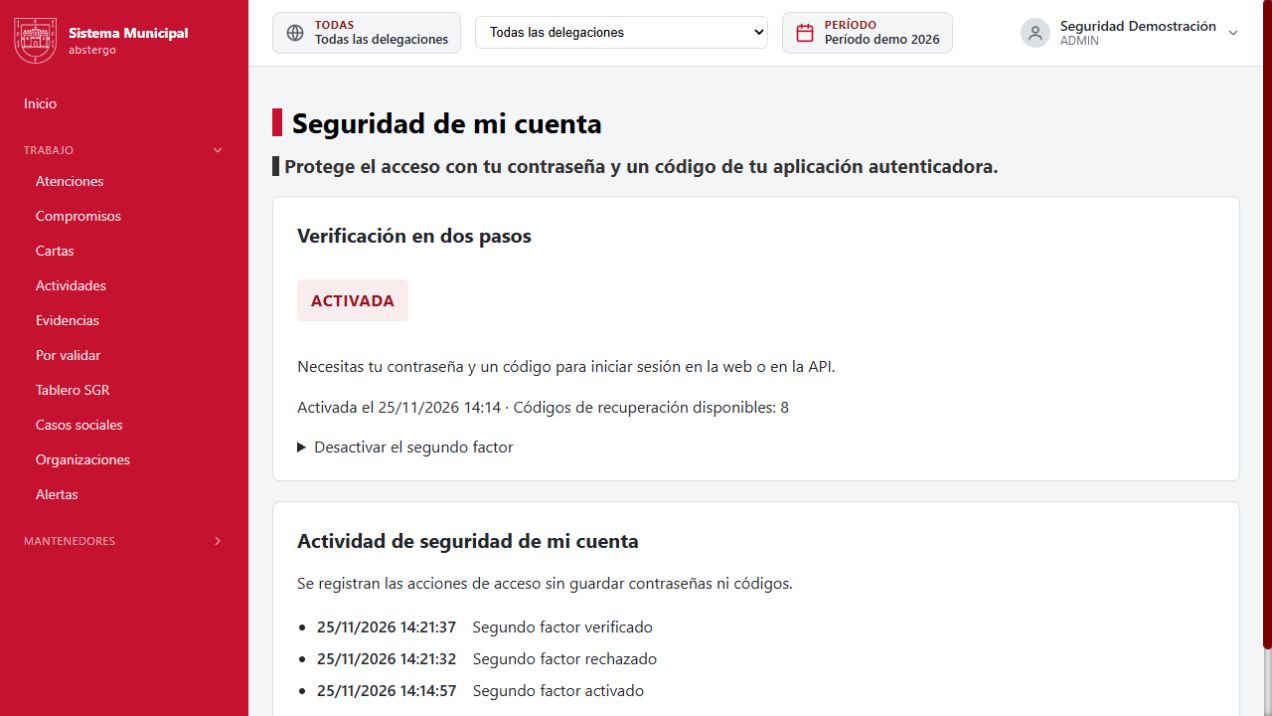 Sistema Municipal
abstergo
Inicio
TRABAJO
Atenciones
Compromisos
Cartas
Actividades
Evidencias
Por validar
Tablero SGR
Casos sociales
Organizaciones
Alertas
MANTENEDORES
TODAS
Todas las delegaciones
Todas las delegaciones
PERÍODO
Período demo 2026
Seguridad Demostración
ADMIN
Seguridad de mi cuenta
Protege el acceso con tu contraseña y un código de tu aplicación autenticadora.
Verificación en dos pasos
ACTIVADA
Necesitas tu contraseña y un código para iniciar sesión en la web o en la API.
Activada el 25/11/2026 14:14 · Códigos de recuperación disponibles: 8
Desactivar el segundo factor
Actividad de seguridad de mi cuenta
Se registran las acciones de acceso sin guardar contraseñas ni códigos.
25/11/2026 14:21:37 Segundo factor verificado
25/11/2026 14:21:32 Segundo factor rechazado
25/11/2026 14:14:57 Segundo factor activado